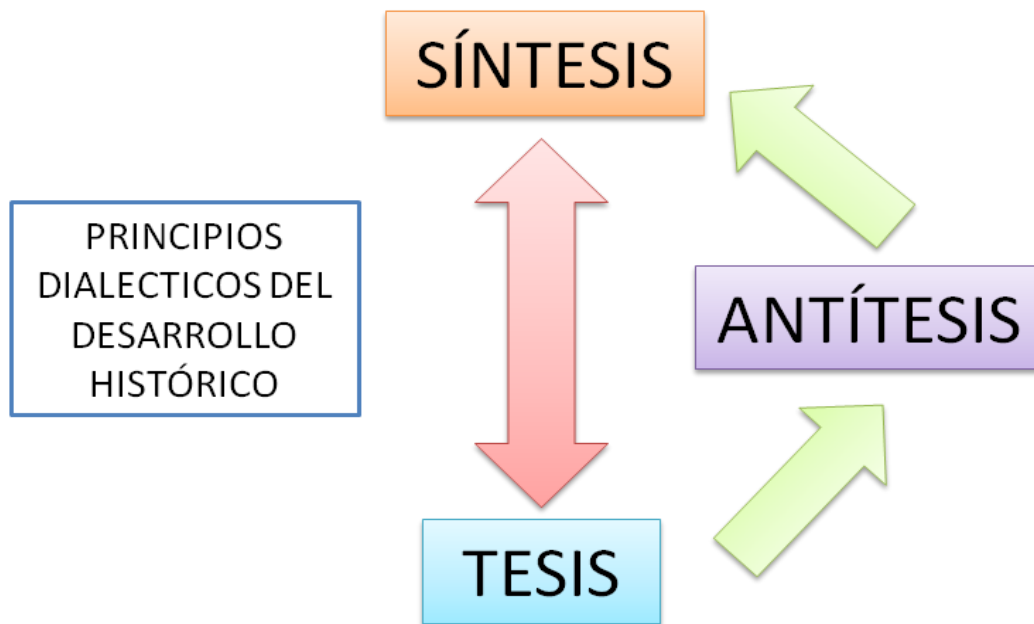 SÍNTESIS
PRINCIPIOS
DIALECTICOS DEL
DESARROLLO
HISTÓRICO
ANTÍTESIS
TESIS